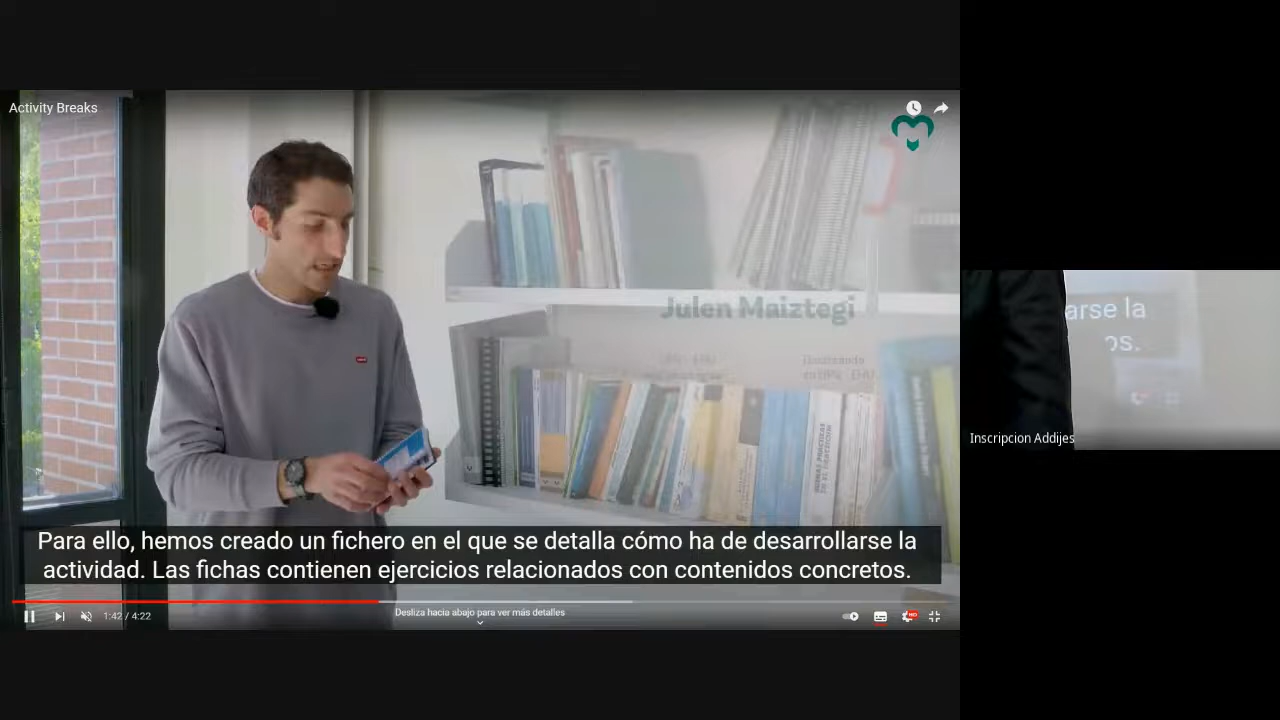 Activity Breaks
Julen Maiztegi
Para ello, hemos creado un fichero en el que se detalla cómo ha de desarrollarse la
actividad. Las fichas contienen ejercicios relacionados con contenidos concretos.
Desliza hacia abajo para ver más detalles
1:42 / 4:22
HD
arse la
os.
Inscripcion Addijes